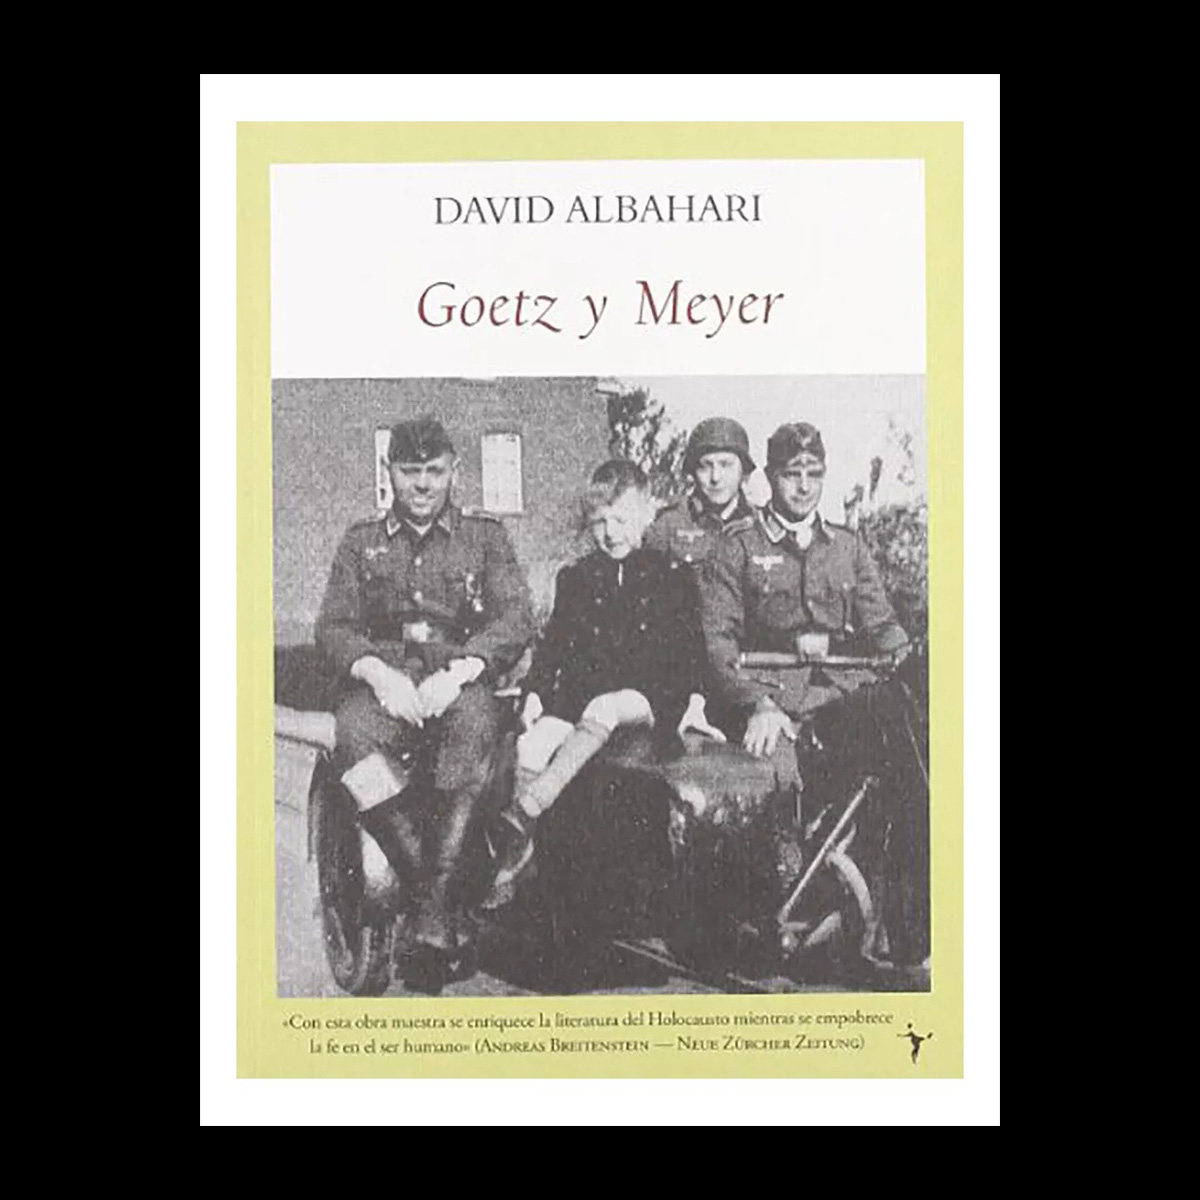 DAVID ALBAHARI
Goetz y Meyer
«Con esta obra maestra se enriquece la literatura del Holocausto mientras se empobrece
la fe en el ser humano» (ANDREAS BREITENSTEIN — NEUE ZÜRCHER ZEITUNG)